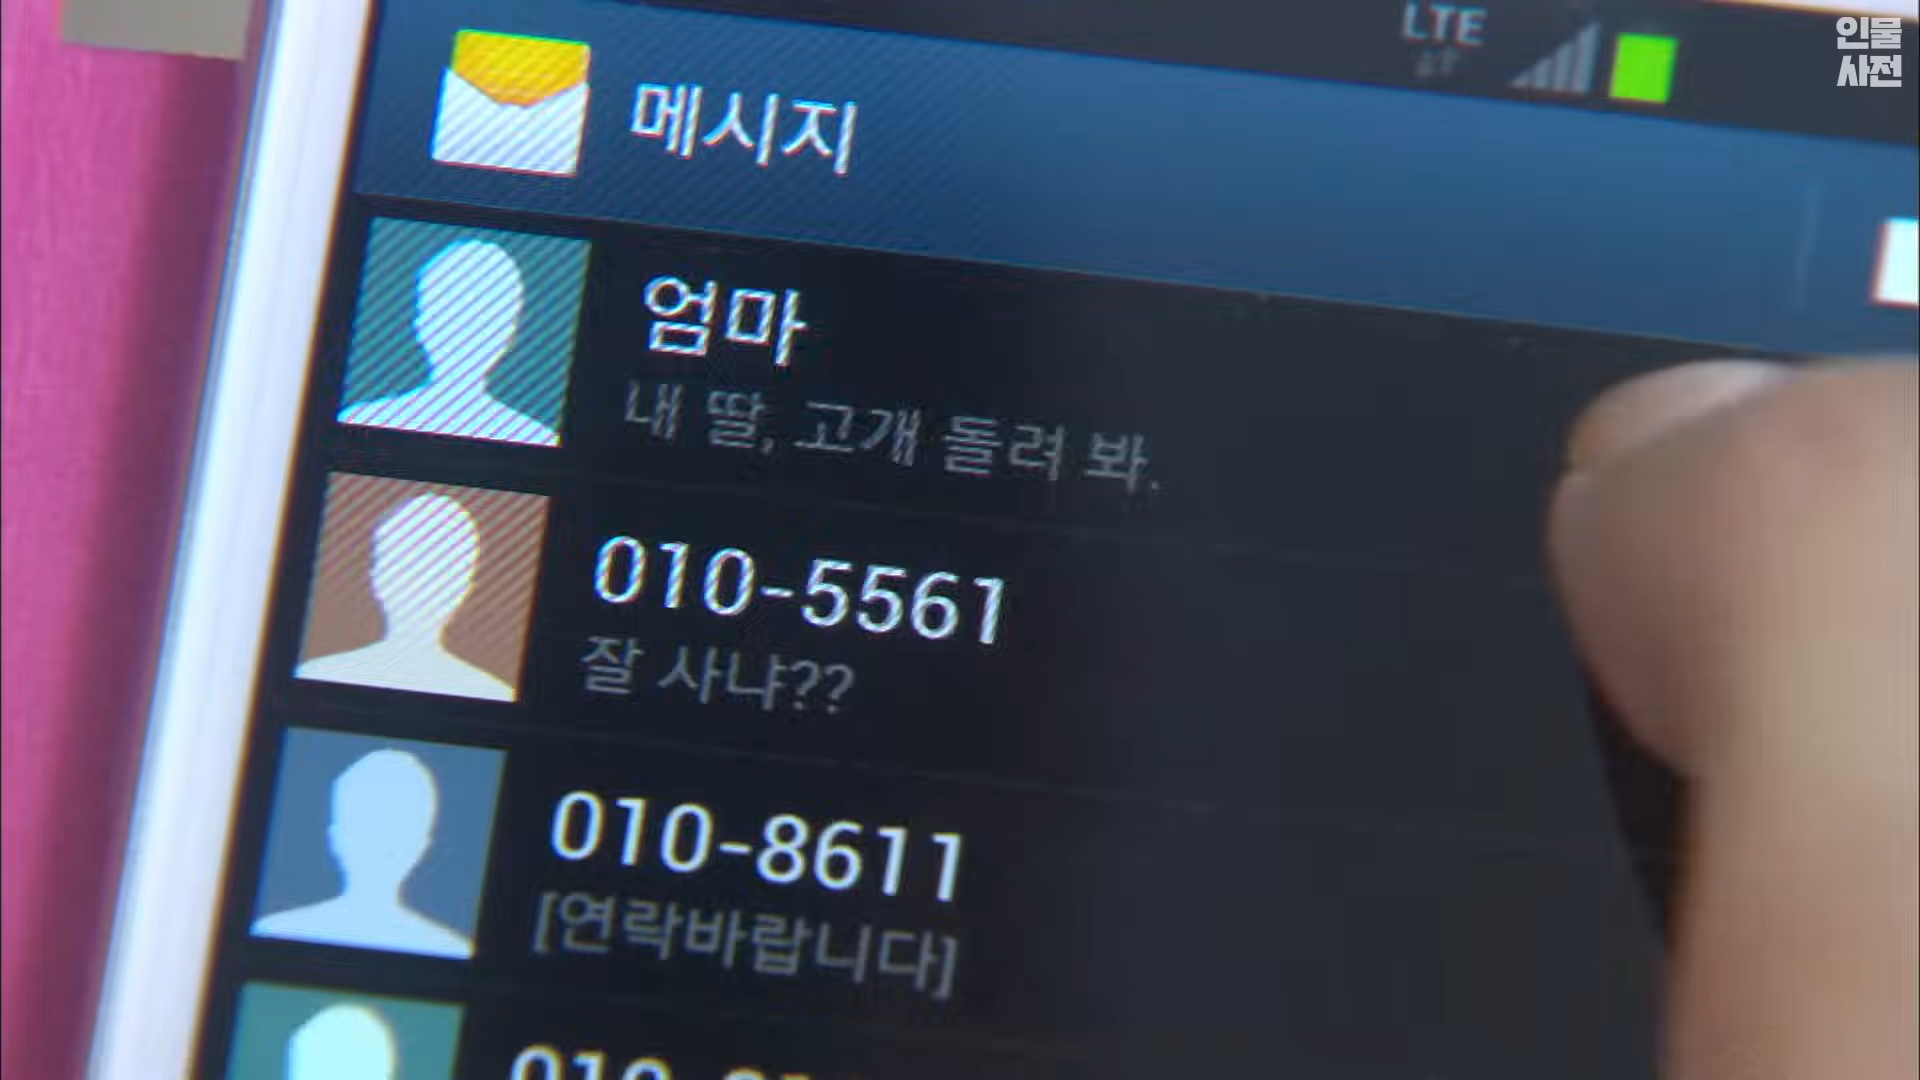 LTE
인물
사전
메시지
엄마
내 딸, 고개 돌려 봐.
010-5561
잘 사냐??
010-8611
[연락바랍니다]